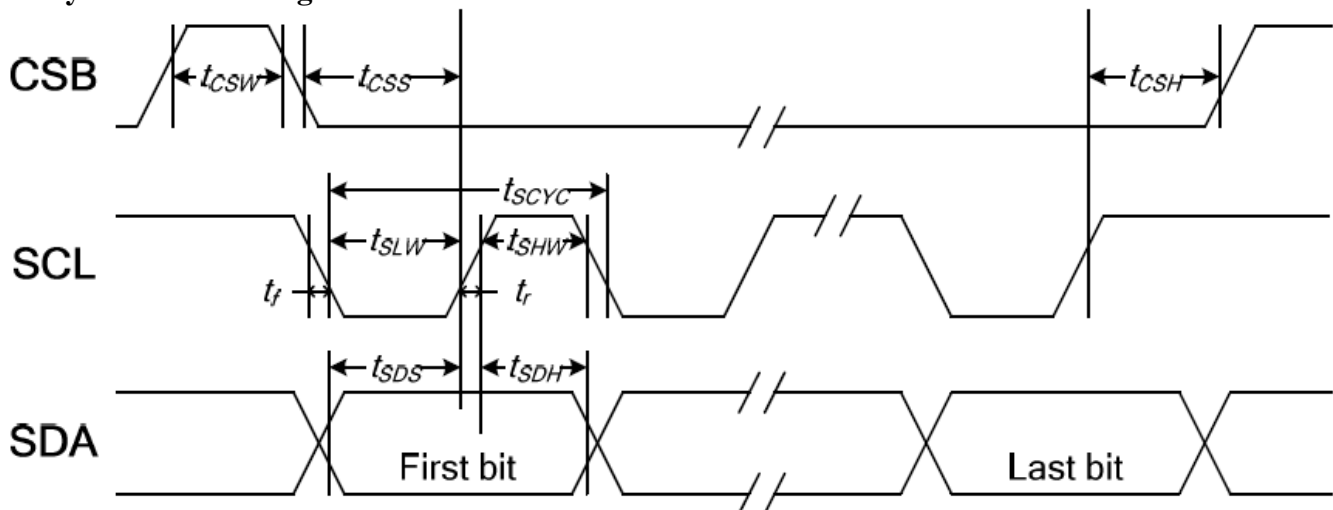 CSB
tCSW
tCSS
tCSH
tSCYC
SCL
tSLW
tSHW
tf
tr
tSDS
tSDH
SDA
First bit
Last bit